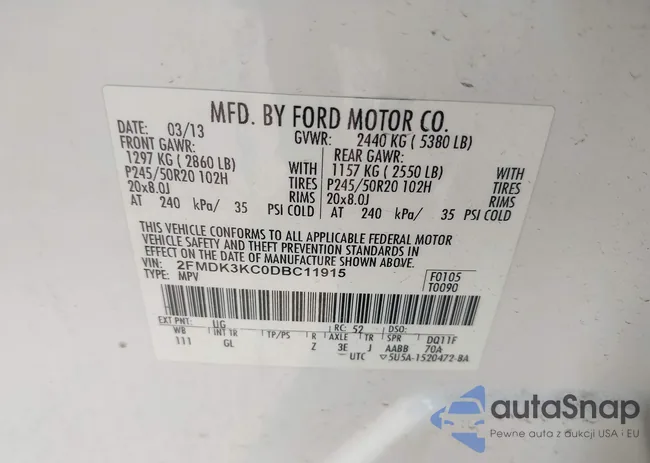 MFD. BY FORD MOTOR CO.
DATE: 03/13 GVWR: 2440 KG ( 5380 LB)
FRONT GAWR: REAR GAWR:
1297 KG ( 2860 LB) WITH 1157 KG ( 2550 LB) WITH
P245/50R20 102H TIRES P245/50R20 102H TIRES
20x8.0J RIMS 20x8.0J RIMS
AT 240 kPa/ 35 PSI COLD AT 240 kPa/ 35 PSI COLD
THIS VEHICLE CONFORMS TO ALL APPLICABLE FEDERAL MOTOR
VEHICLE SAFETY AND THEFT PREVENTION STANDARDS IN
EFFECT ON THE DATE OF MANUFACTURE SHOWN ABOVE.
VIN: 2FMDK3KC0DBC11915 F0105
TYPE: MPV T0090
EXT PNT: UG RC: 52 DSO:
WB INT TR TP/PS R AXLE TR SPR DQ11F
111 GL Z 3E J AABB 70A
UTC ▽5U5A-1520472-8A
autaSnap
Pewne auta z aukcji USA • EU